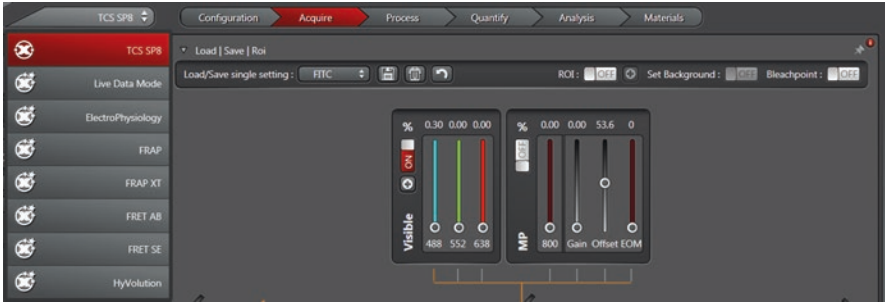 TCS SP8 Configuration Acquire Process Quantify Analysis Materials
TCS SP8
Live Data Mode
ElectroPhysiology
FRAP
FRAP XT
FRET AB
FRET SE
HyVolution
Load | Save | Roi
Load/Save single setting : FITC ROI : OFF Set Background : OFF Bleachpoint : OFF
% 0.30 0.00 0.00
ON
Visible
488 552 638
% 0.00 0.00 53.6 0
OFF
MP
800 Gain Offset EOM